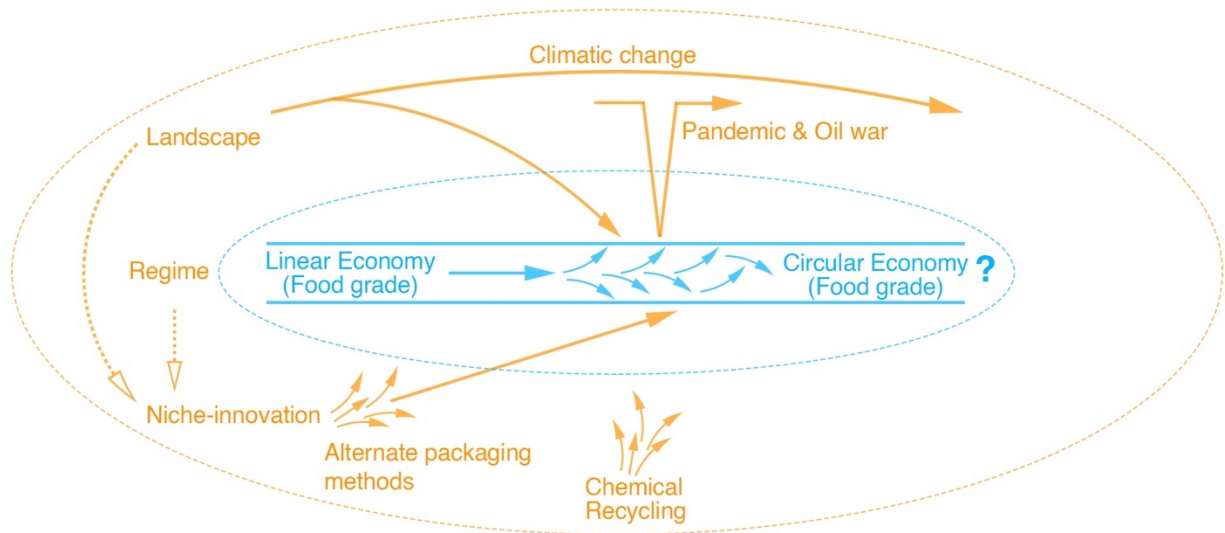 Climatic change
Landscape
Pandemic & Oil war
Regime
Linear Economy
(Food grade)
Circular Economy ?
(Food grade)
Niche-innovation
Alternate packaging
methods
Chemical
Recycling